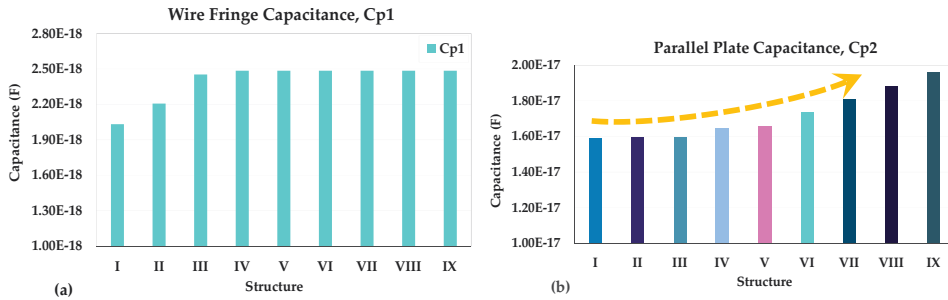 Wire Fringe Capacitance, Cp1
2.80E-18
2.50E-18
2.20E-18
1.90E-18
1.60E-18
1.30E-18
1.00E-18
Capacitance (F)
Cp1
I II III IV V VI VII VIII IX
Structure
(a)
Parallel Plate Capacitance, Cp2
2.00E-17
1.80E-17
1.60E-17
1.40E-17
1.20E-17
1.00E-17
Capacitance (F)
I II III IV V VI VII VIII IX
Structure
(b)